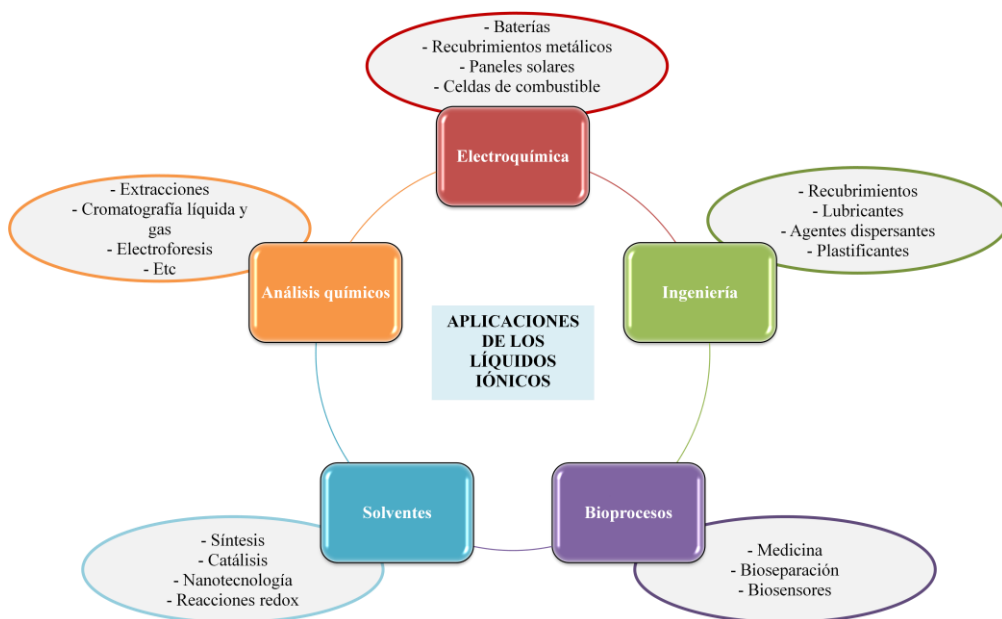 - Baterías
- Recubrimientos metálicos
- Paneles solares
- Celdas de combustible
Electroquímica
- Extracciones
- Cromatografía líquida y
gas
- Electroforesis
- Etc
Análisis químicos
- Recubrimientos
- Lubricantes
- Agentes dispersantes
- Plastificantes
Ingeniería
APLICACIONES
DE LOS
LÍQUIDOS
IÓNICOS
Solventes
- Síntesis
- Catálisis
- Nanotecnología
- Reacciones redox
Bioprocesos
- Medicina
- Bioseparación
- Biosensores